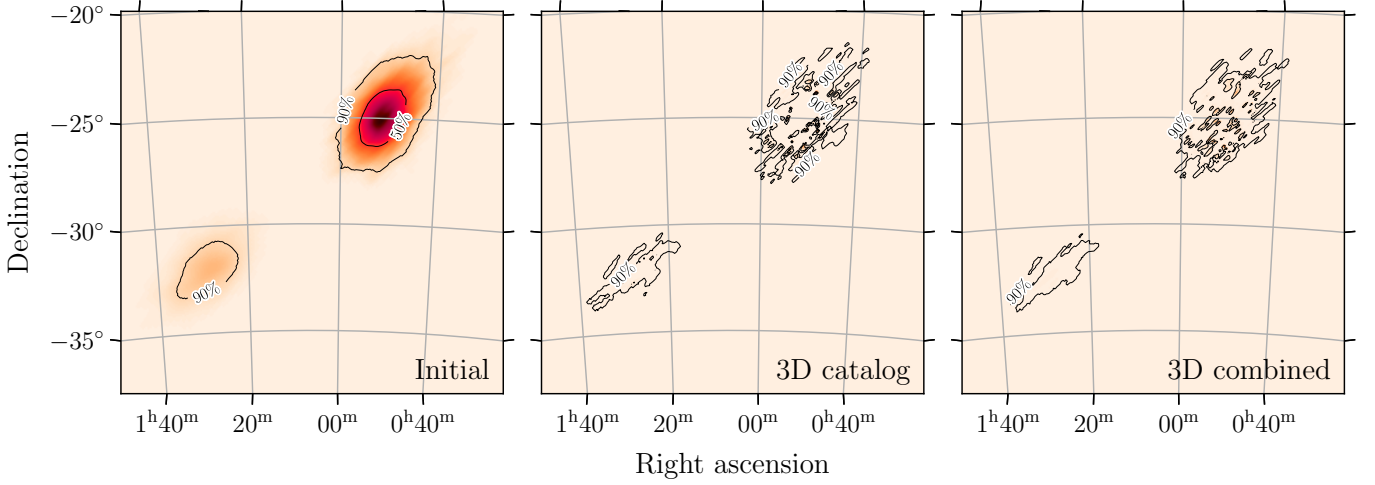 Declination
−20°
−25°
−30°
−35°
90%
50%
90%
Initial
1ʰ40ᵐ 20ᵐ 00ᵐ 0ʰ40ᵐ
90%
90%
90%
90%
90%
90%
3D catalog
1ʰ40ᵐ 20ᵐ 00ᵐ 0ʰ40ᵐ
90%
90%
3D combined
1ʰ40ᵐ 20ᵐ 00ᵐ 0ʰ40ᵐ
Right ascension